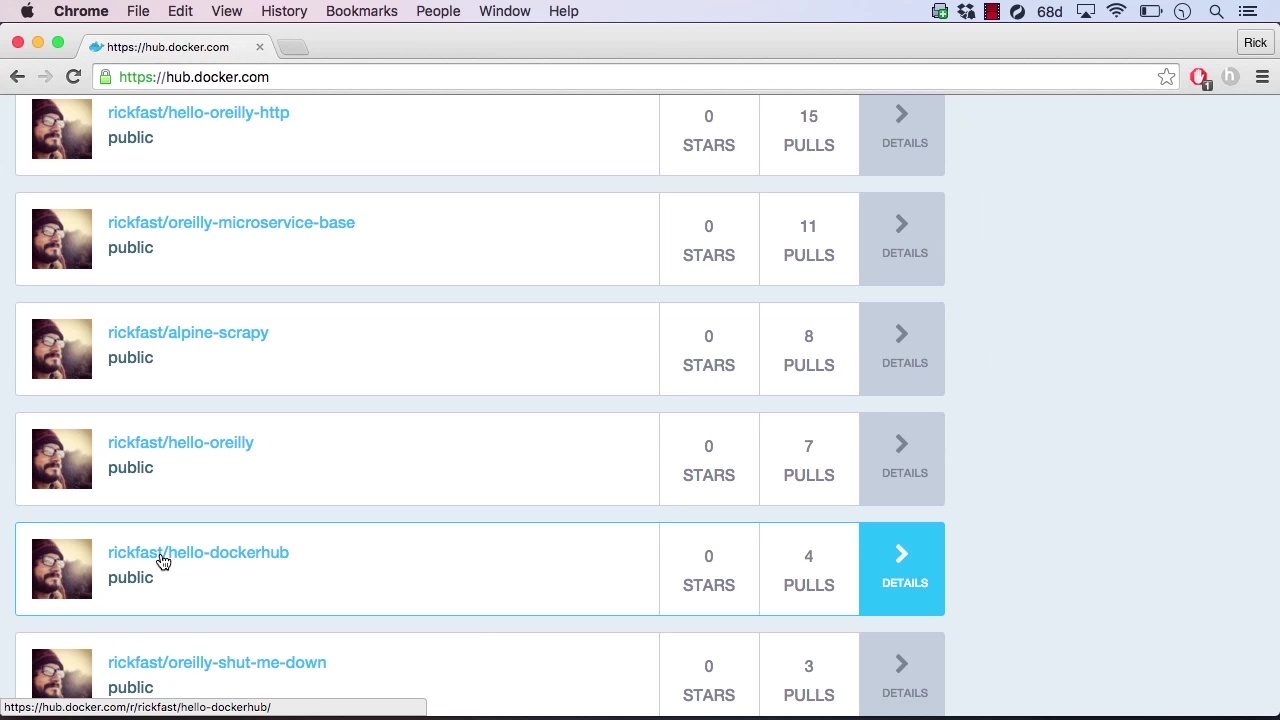 Chrome File Edit View History Bookmarks People Window Help 68d
https://hub.docker.com Rick
https://hub.docker.com
1
rickfast/hello-oreilly-http
public
0
STARS
15
PULLS
DETAILS
rickfast/oreilly-microservice-base
public
0
STARS
11
PULLS
DETAILS
rickfast/alpine-scrapy
public
0
STARS
8
PULLS
DETAILS
rickfast/hello-oreilly
public
0
STARS
7
PULLS
DETAILS
rickfast/hello-dockerhub
public
0
STARS
4
PULLS
DETAILS
rickfast/oreilly-shut-me-down
public
0
STARS
3
PULLS
DETAILS
https://hub.docker.com/r/rickfast/hello-dockerhub/